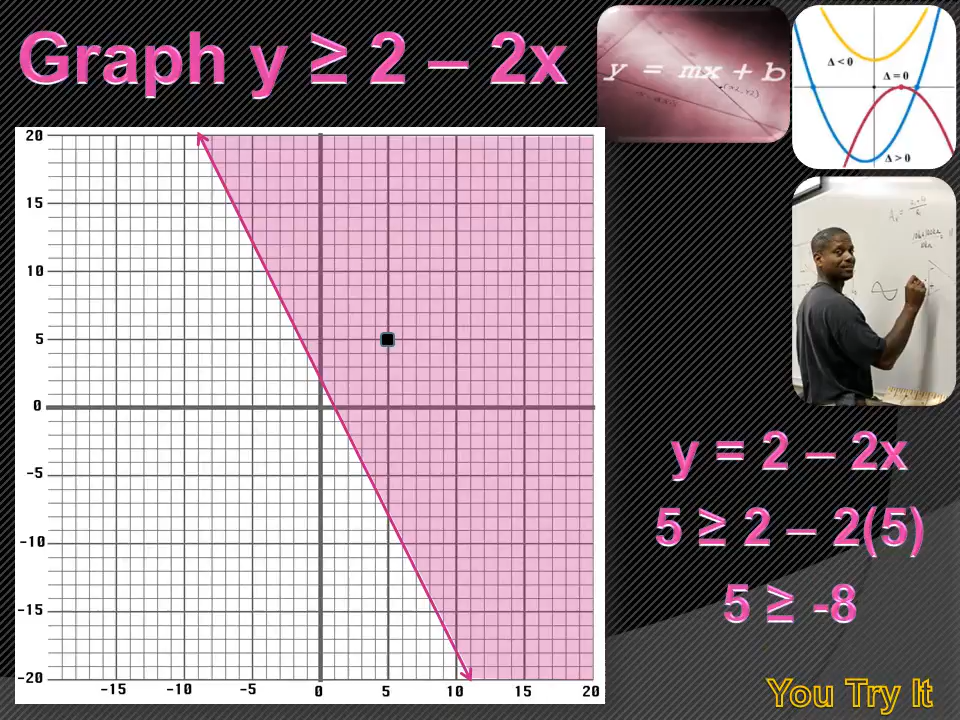 Graph y ≥ 2 – 2x
y = mx + b
Δ < 0
Δ = 0
Δ > 0
20
15
10
5
0
-5
-10
-15
-20
-15 -10 -5 0 5 10 15 20
y = 2 – 2x
5 ≥ 2 – 2(5)
5 ≥ -8
You Try It